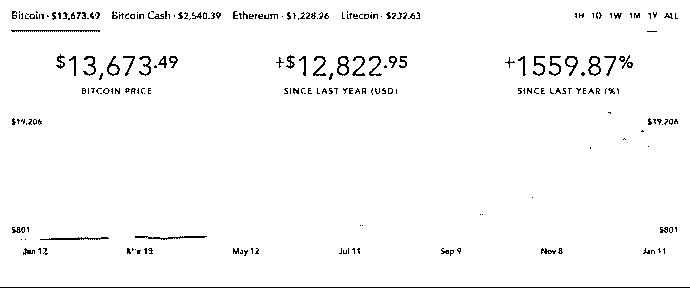 Bitcoin · $13,673.49 Bitcoin Cash · $2,540.39 Ethereum · $1,228.26 Litecoin · $232.63 1H 1D 1W 1M 1Y ALL
$13,673.49 +$12,822.95 +1559.87%
BITCOIN PRICE SINCE LAST YEAR (USD) SINCE LAST YEAR (%)
$19,206 $19,206
$801 $801
Jan 12 Mar 13 May 12 Jul 11 Sep 9 Nov 8 Jan 11